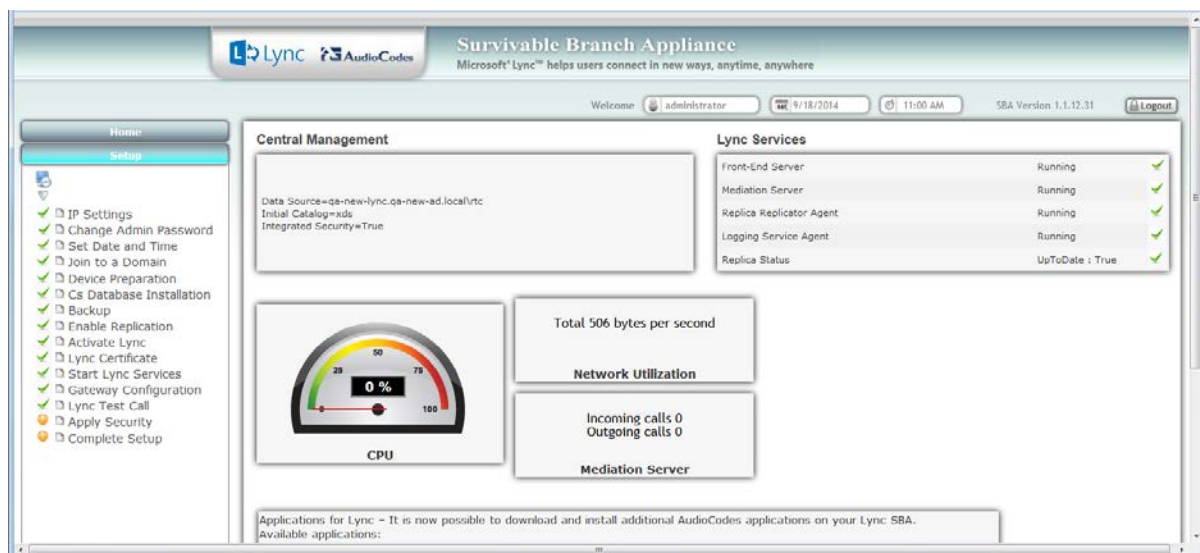 Lync AudioCodes
Survivable Branch Appliance
Microsoft® Lync™ helps users connect in new ways, anytime, anywhere
Welcome administrator 9/18/2014 11:00 AM SBA Version 1.1.12.31 Logout
Home
Setup
IP Settings
Change Admin Password
Set Date and Time
Join to a Domain
Device Preparation
Cs Database Installation
Backup
Enable Replication
Activate Lync
Lync Certificate
Start Lync Services
Gateway Configuration
Lync Test Call
Apply Security
Complete Setup
Central Management
Data Source=qa-new-lync.qa-new-ad.local\rtc
Initial Catalog=xds
Integrated Security=True
Lync Services
Front-End Server Running
Mediation Server Running
Replica Replicator Agent Running
Logging Service Agent Running
Replica Status UpToDate : True
0 25 50 75 100
0 %
CPU
Total 506 bytes per second
Network Utilization
Incoming calls 0
Outgoing calls 0
Mediation Server
Applications for Lync - It is now possible to download and install additional AudioCodes applications on your Lync SBA.
Available applications: